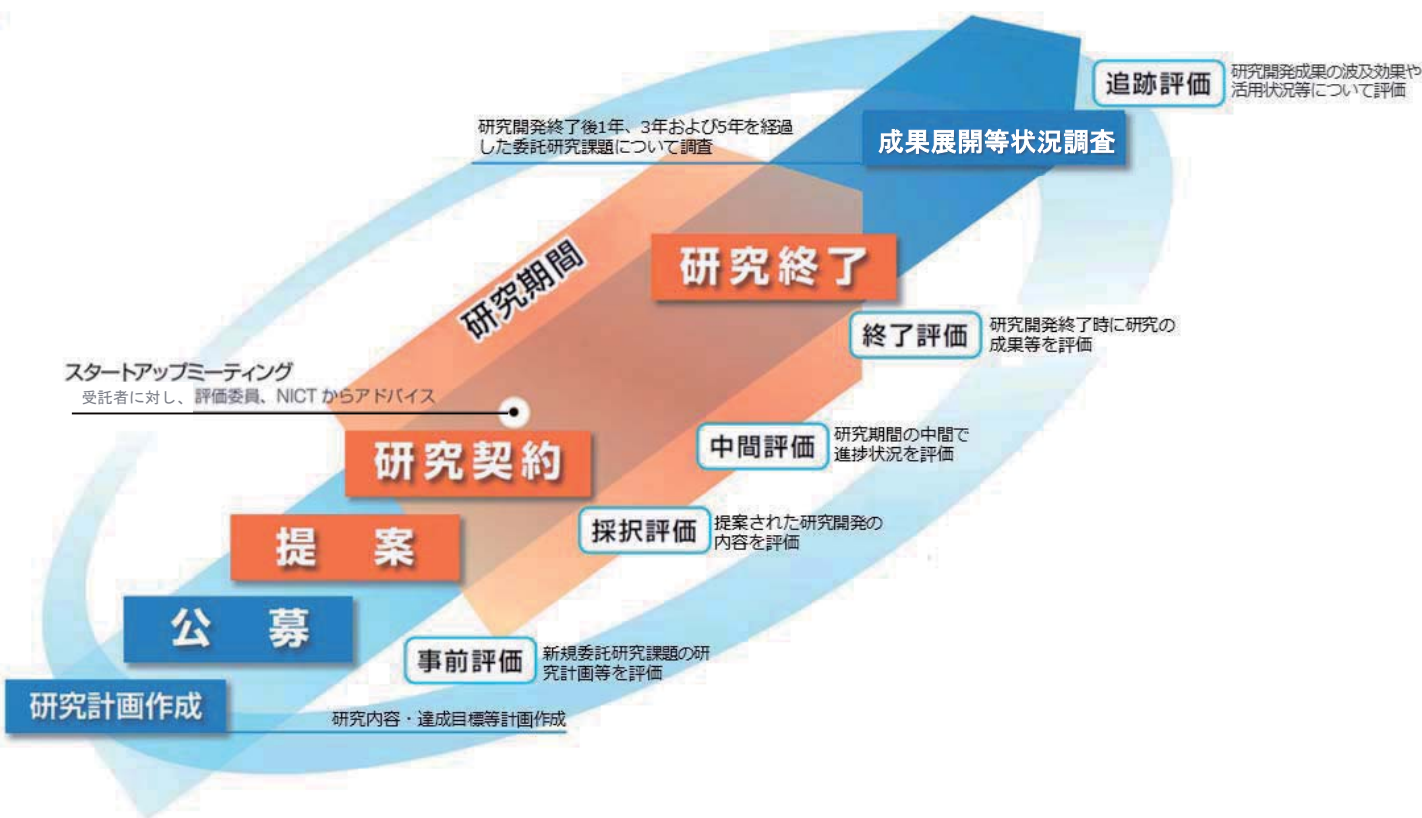 追跡評価
研究開発成果の波及効果や
活用状況等について評価
研究開発終了後1年、3年および5年を経過
した委託研究課題について調査
成果展開等状況調査
研究期間
研究終了
終了評価
研究開発終了時に研究の
成果等を評価
スタートアップミーティング
受託者に対し、評価委員、NICTからアドバイス
研究契約
中間評価
研究期間の中間で
進捗状況を評価
提 案
採択評価
提案された研究開発の
内容を評価
公 募
事前評価
新規委託研究課題の研
究計画等を評価
研究計画作成
研究内容・達成目標等計画作成